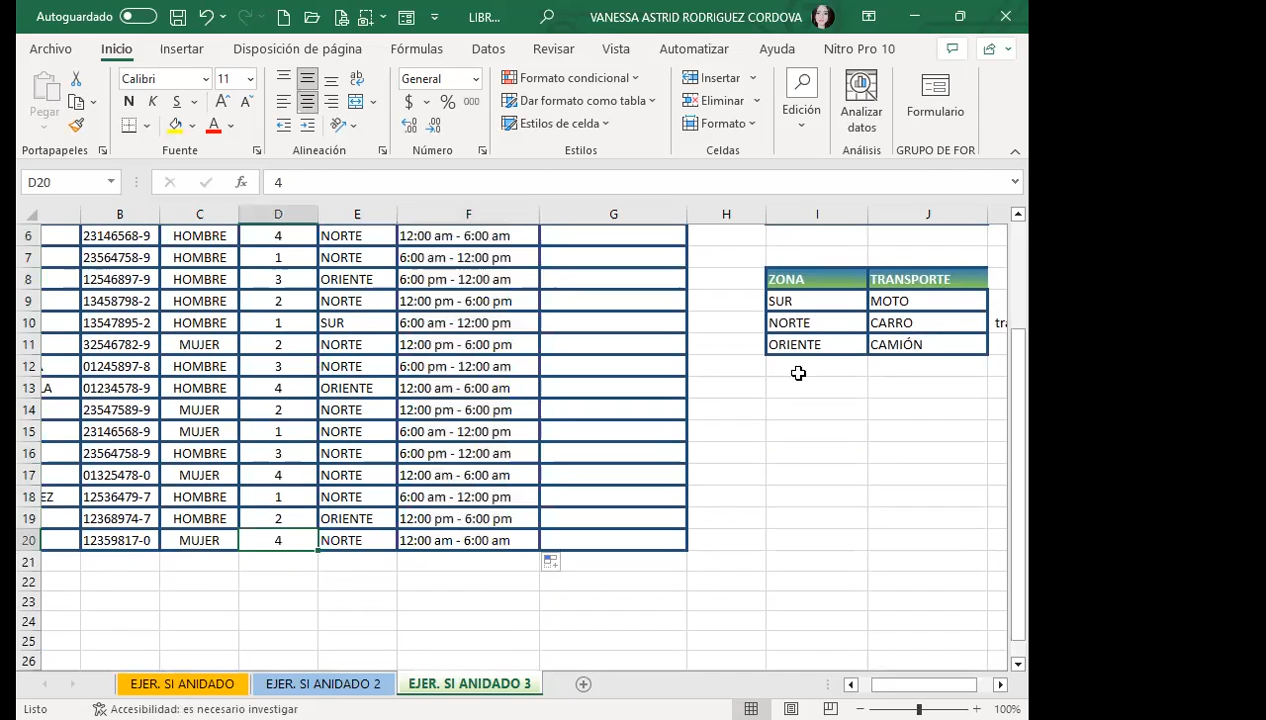 Autoguardado LIBR... VANESSA ASTRID RODRIGUEZ CORDOVA
Archivo Inicio Insertar Disposición de página Fórmulas Datos Revisar Vista Automatizar Ayuda Nitro Pro 10
Pegar Calibri 11 General Formato condicional Insertar Edición Analizar datos Formulario
N K S A A A $ % 000 Dar formato como tabla Eliminar
Estilos de celda Formato
Portapapeles Fuente Alineación Número Estilos Celdas Análisis GRUPO DE FOR
D20 fx 4
B C D E F G H I J
6 23146568-9 HOMBRE 4 NORTE 12:00 am - 6:00 am
7 23564758-9 HOMBRE 1 NORTE 6:00 am - 12:00 pm
8 12546897-9 HOMBRE 3 ORIENTE 6:00 pm - 12:00 am ZONA TRANSPORTE
9 13458798-2 HOMBRE 2 NORTE 12:00 pm - 6:00 pm SUR MOTO
10 13547895-2 HOMBRE 1 SUR 6:00 am - 12:00 pm NORTE CARRO
11 32546782-9 MUJER 2 NORTE 12:00 pm - 6:00 pm ORIENTE CAMIÓN
12 01245897-8 HOMBRE 3 NORTE 6:00 pm - 12:00 am
13 LA 01234578-9 HOMBRE 4 ORIENTE 12:00 am - 6:00 am
14 23547589-9 MUJER 2 NORTE 12:00 pm - 6:00 pm
15 23146568-9 MUJER 1 NORTE 6:00 am - 12:00 pm
16 23564758-9 HOMBRE 3 NORTE 6:00 pm - 12:00 am
17 01325478-0 MUJER 4 NORTE 12:00 am - 6:00 am
18 EZ 12536479-7 HOMBRE 1 NORTE 6:00 am - 12:00 pm
19 12368974-7 HOMBRE 2 ORIENTE 12:00 pm - 6:00 pm
20 12359817-0 MUJER 4 NORTE 12:00 am - 6:00 am
21
22
23
24
25
26
EJER. SI ANIDADO EJER. SI ANIDADO 2 EJER. SI ANIDADO 3
Listo Accesibilidad: es necesario investigar 100%